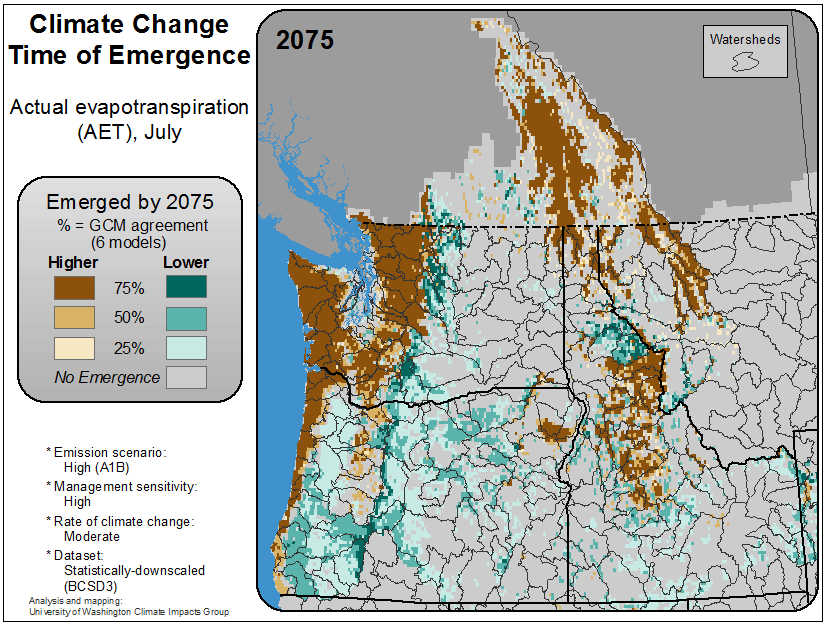 Climate Change
Time of Emergence
Actual evapotranspiration
(AET), July
Emerged by 2075
% = GCM agreement
(6 models)
Higher Lower
75%
50%
25%
No Emergence
* Emission scenario:
High (A1B)
* Management sensitivity:
High
* Rate of climate change:
Moderate
* Dataset:
Statistically-downscaled
(BCSD3)
Analysis and mapping:
University of Washington Climate Impacts Group
2075
Watersheds